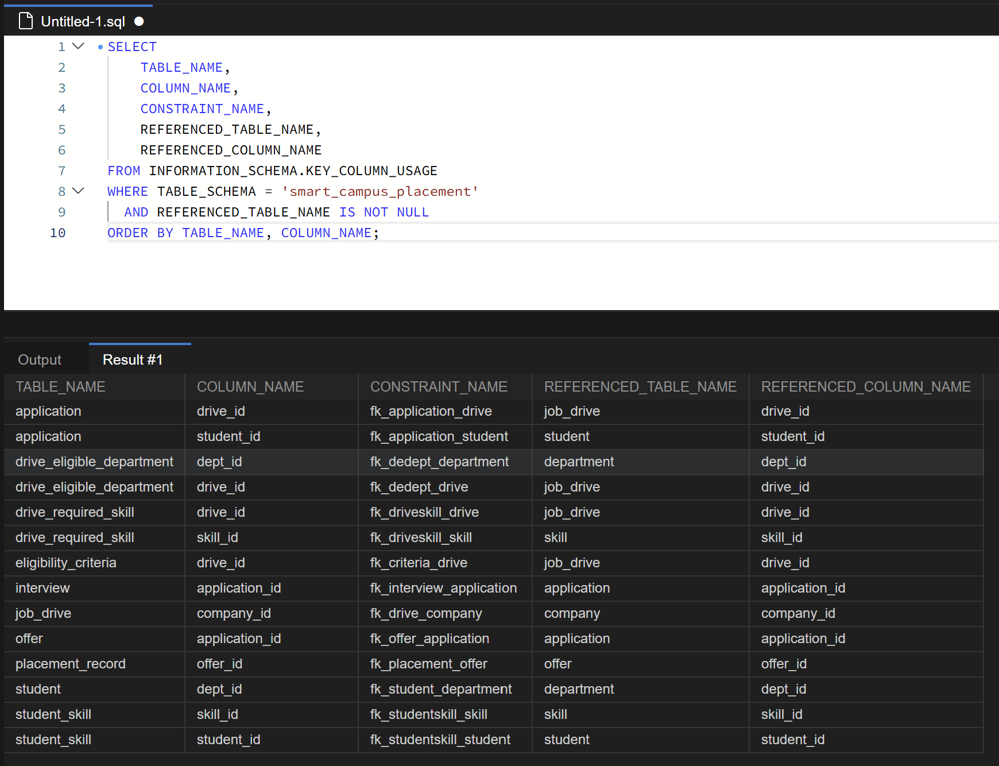 Untitled-1.sql
1 SELECT
2 TABLE_NAME,
3 COLUMN_NAME,
4 CONSTRAINT_NAME,
5 REFERENCED_TABLE_NAME,
6 REFERENCED_COLUMN_NAME
7 FROM INFORMATION_SCHEMA.KEY_COLUMN_USAGE
8 WHERE TABLE_SCHEMA = 'smart_campus_placement'
9 AND REFERENCED_TABLE_NAME IS NOT NULL
10 ORDER BY TABLE_NAME, COLUMN_NAME;
Output Result #1
TABLE_NAME COLUMN_NAME CONSTRAINT_NAME REFERENCED_TABLE_NAME REFERENCED_COLUMN_NAME
application drive_id fk_application_drive job_drive drive_id
application student_id fk_application_student student student_id
drive_eligible_department dept_id fk_dedept_department department dept_id
drive_eligible_department drive_id fk_dedept_drive job_drive drive_id
drive_required_skill drive_id fk_driveskill_drive job_drive drive_id
drive_required_skill skill_id fk_driveskill_skill skill skill_id
eligibility_criteria drive_id fk_criteria_drive job_drive drive_id
interview application_id fk_interview_application application application_id
job_drive company_id fk_drive_company company company_id
offer application_id fk_offer_application application application_id
placement_record offer_id fk_placement_offer offer offer_id
student dept_id fk_student_department department dept_id
student_skill skill_id fk_studentskill_skill skill skill_id
student_skill student_id fk_studentskill_student student student_id